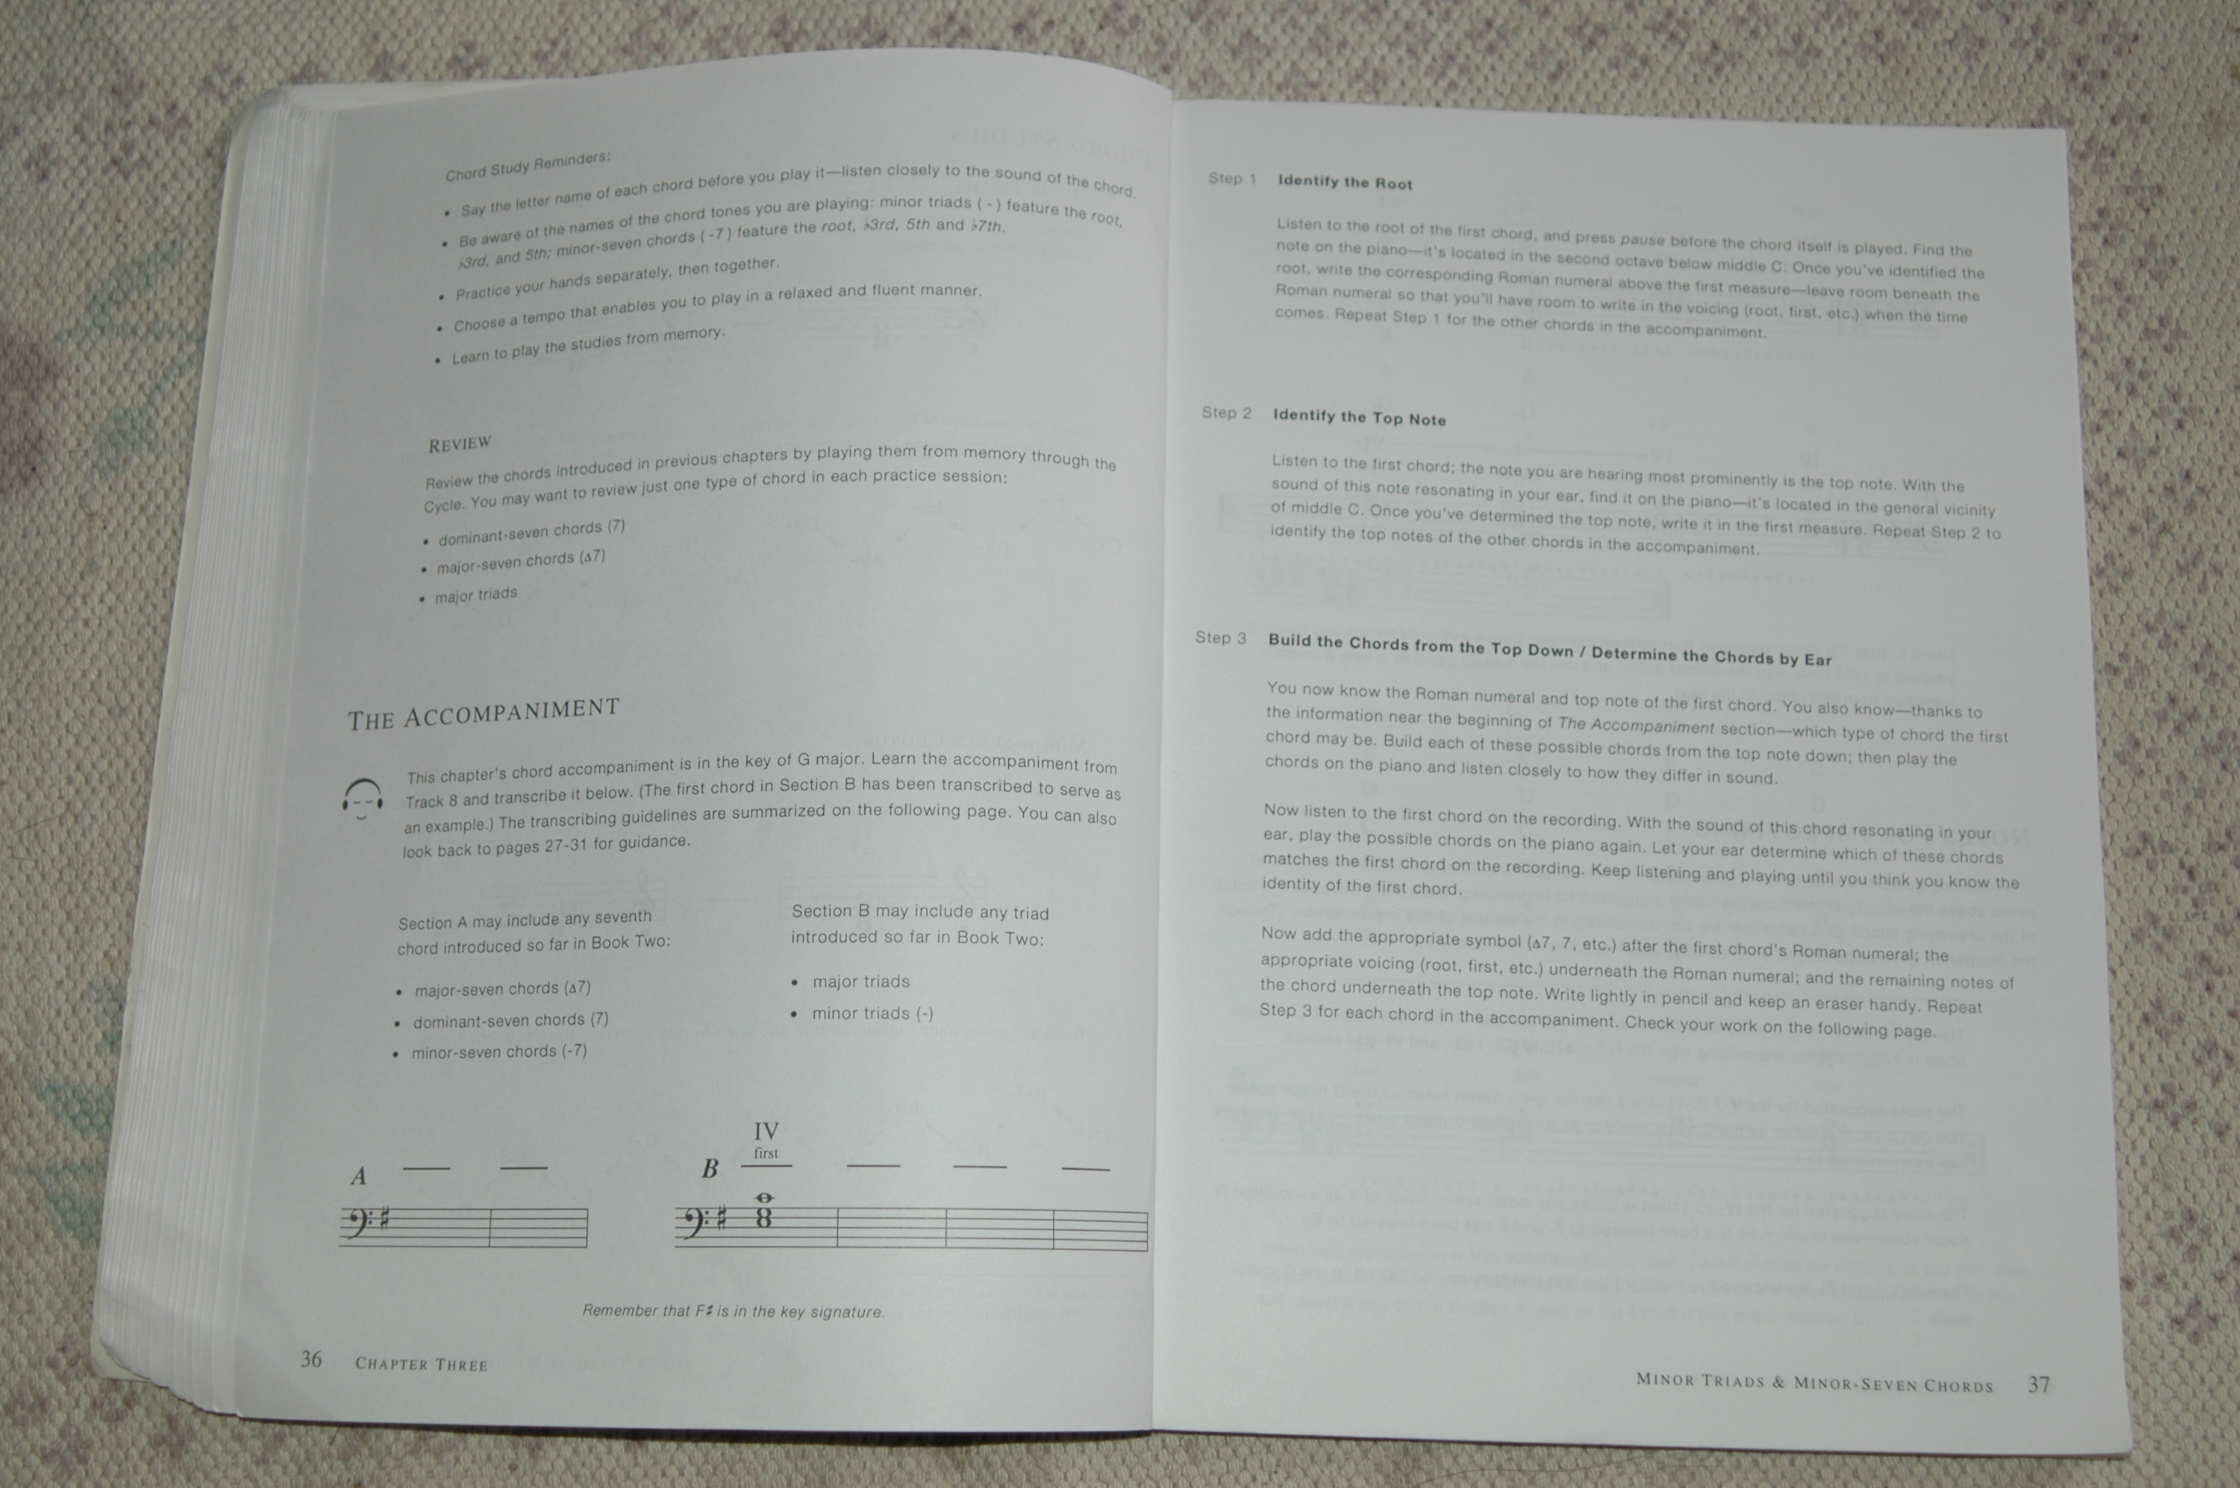 Chord Study Reminders:
• Say the letter name of each chord before you play it—listen closely to the sound of the chord.
• Be aware of the names of the chord tones you are playing: minor triads ( - ) feature the root,
♭3rd, and 5th; minor-seven chords ( -7 ) feature the root, ♭3rd, 5th and ♭7th.
• Practice your hands separately, then together.
• Choose a tempo that enables you to play in a relaxed and fluent manner.
• Learn to play the studies from memory.
REVIEW
Review the chords introduced in previous chapters by playing them from memory through the
Cycle. You may want to review just one type of chord in each practice session:
• dominant-seven chords (7)
• major-seven chords (∆7)
• major triads
THE ACCOMPANIMENT
This chapter's chord accompaniment is in the key of G major. Learn the accompaniment from
Track 8 and transcribe it below. (The first chord in Section B has been transcribed to serve as
an example.) The transcribing guidelines are summarized on the following page. You can also
look back to pages 27-31 for guidance.
Section A may include any seventh
chord introduced so far in Book Two:
• major-seven chords (∆7)
• dominant-seven chords (7)
• minor-seven chords (-7)
Section B may include any triad
introduced so far in Book Two:
• major triads
• minor triads (-)
A
B
IV
first
Remember that F♯ is in the key signature.
36 CHAPTER THREE
Step 1 Identify the Root
Listen to the root of the first chord, and press pause before the chord itself is played. Find the
note on the piano—it's located in the second octave below middle C. Once you've identified the
root, write the corresponding Roman numeral above the first measure—leave room beneath the
Roman numeral so that you'll have room to write in the voicing (root, first, etc.) when the time
comes. Repeat Step 1 for the other chords in the accompaniment.
Step 2 Identify the Top Note
Listen to the first chord; the note you are hearing most prominently is the top note. With the
sound of this note resonating in your ear, find it on the piano—it's located in the general vicinity
of middle C. Once you've determined the top note, write it in the first measure. Repeat Step 2 to
identify the top notes of the other chords in the accompaniment.
Step 3 Build the Chords from the Top Down / Determine the Chords by Ear
You now know the Roman numeral and top note of the first chord. You also know—thanks to
the information near the beginning of The Accompaniment section—which type of chord the first
chord may be. Build each of these possible chords from the top note down; then play the
chords on the piano and listen closely to how they differ in sound.
Now listen to the first chord on the recording. With the sound of this chord resonating in your
ear, play the possible chords on the piano again. Let your ear determine which of these chords
matches the first chord on the recording. Keep listening and playing until you think you know the
identity of the first chord.
Now add the appropriate symbol (∆7, 7, etc.) after the first chord's Roman numeral; the
appropriate voicing (root, first, etc.) underneath the Roman numeral; and the remaining notes of
the chord underneath the top note. Write lightly in pencil and keep an eraser handy. Repeat
Step 3 for each chord in the accompaniment. Check your work on the following page.
MINOR TRIADS & MINOR-SEVEN CHORDS 37